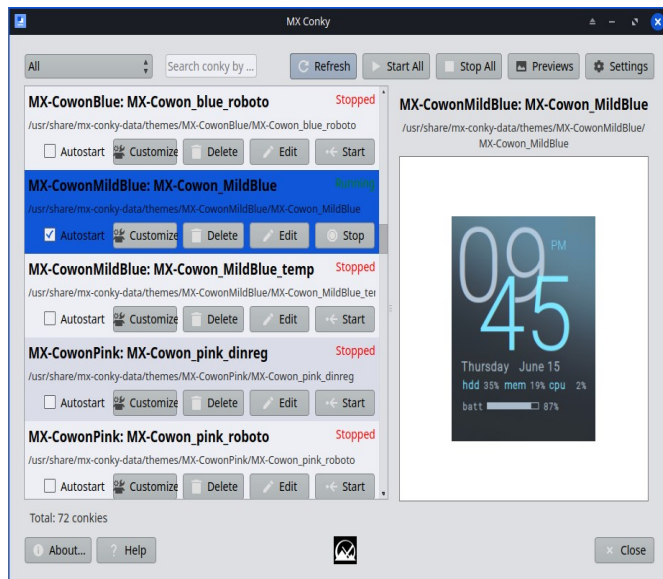 MX Conky
All
Search conky by ...
Refresh
Start All
Stop All
Previews
Settings
MX-CowonBlue: MX-Cowon_blue_roboto
Stopped
/usr/share/mx-conky-data/themes/MX-CowonBlue/MX-Cowon_blue_roboto
Autostart
Customize
Delete
Edit
Start
MX-CowonMildBlue: MX-Cowon_MildBlue
Running
/usr/share/mx-conky-data/themes/MX-CowonMildBlue/MX-Cowon_MildBlue
Autostart
Customize
Delete
Edit
Stop
MX-CowonMildBlue: MX-Cowon_MildBlue_temp
Stopped
/usr/share/mx-conky-data/themes/MX-CowonMildBlue/MX-Cowon_MildBlue_ter
Autostart
Customize
Delete
Edit
Start
MX-CowonPink: MX-Cowon_pink_dinreg
Stopped
/usr/share/mx-conky-data/themes/MX-CowonPink/MX-Cowon_pink_dinreg
Autostart
Customize
Delete
Edit
Start
MX-CowonPink: MX-Cowon_pink_roboto
Stopped
/usr/share/mx-conky-data/themes/MX-CowonPink/MX-Cowon_pink_roboto
Autostart
Customize
Delete
Edit
Start
MX-CowonMildBlue: MX-Cowon_MildBlue
/usr/share/mx-conky-data/themes/MX-CowonMildBlue/
MX-Cowon_MildBlue
09
PM
45
Thursday June 15
hdd 35% mem 19% cpu 2%
batt 87%
Total: 72 conkies
About...
Help
Close